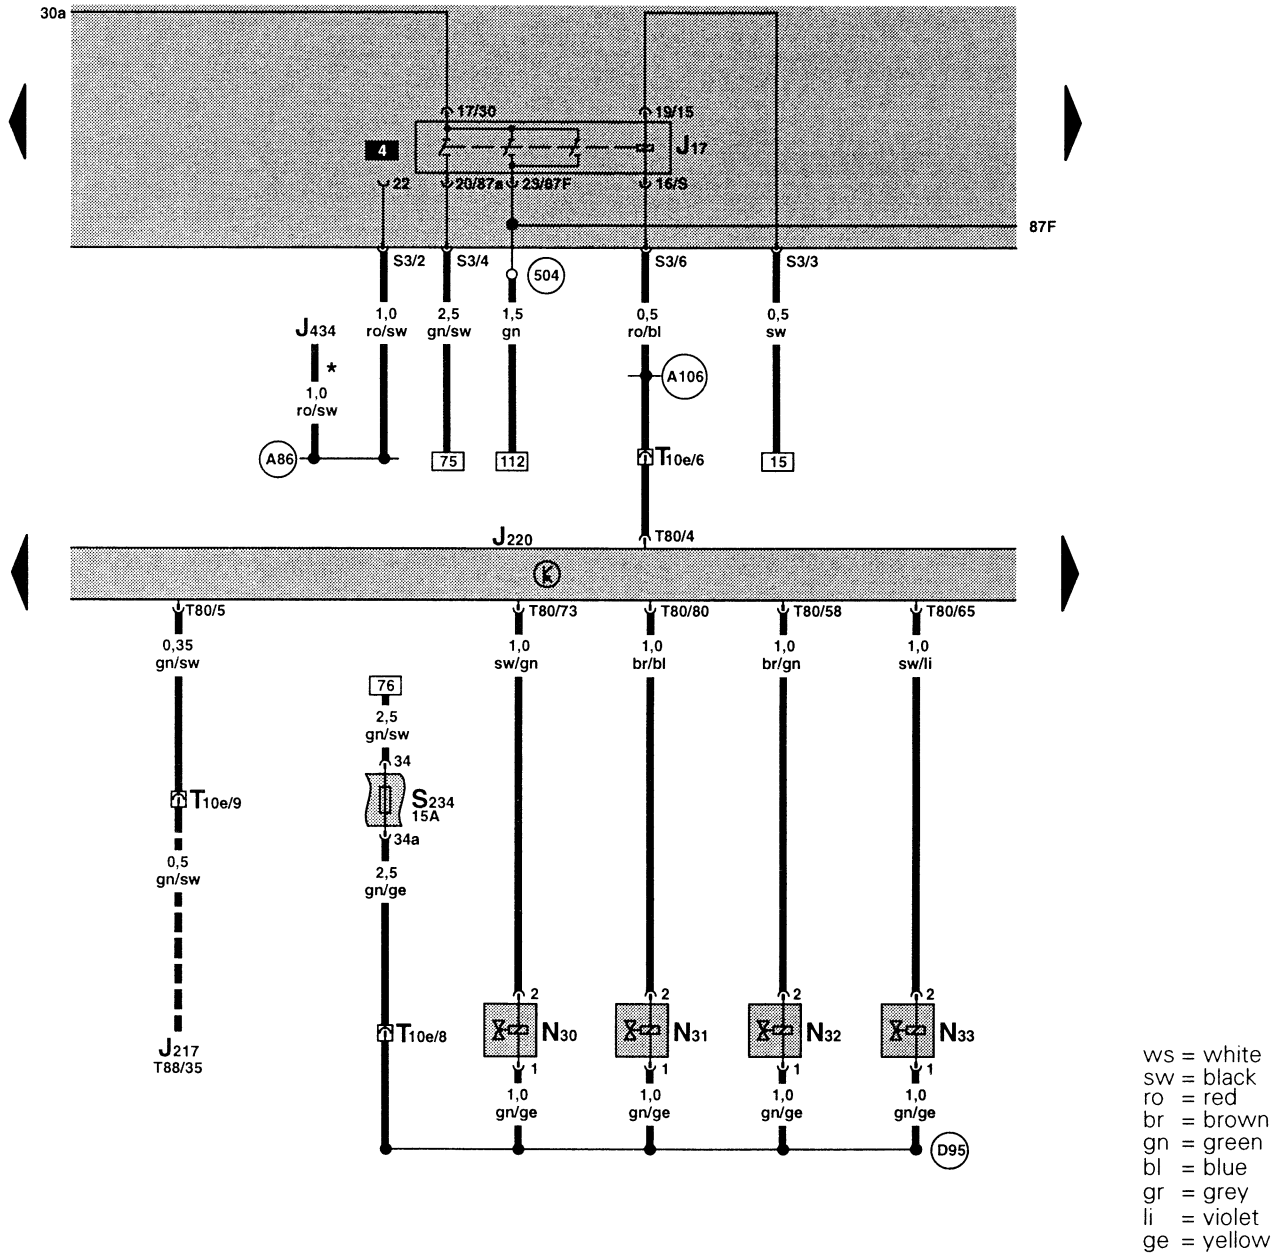 30a
17/30
19/15
J17
4
22
20/87a
23/87F
16/S
87F
S3/2
S3/4
504
S3/6
S3/3
1,0
ro/sw
2,5
gn/sw
1,5
gn
0,5
ro/bl
0,5
sw
J434
*
1,0
ro/sw
A106
A86
75
112
T10e/6
15
J220
T80/4
K
T80/5
T80/73
T80/80
T80/58
T80/65
0,35
gn/sw
1,0
sw/gn
1,0
br/bl
1,0
br/gn
1,0
sw/li
76
2,5
gn/sw
34
S234
15A
34a
T10e/9
0,5
gn/sw
2,5
gn/ge
2
2
2
2
T10e/8
N30
N31
N32
N33
J217
T88/35
1
1
1
1
1,0
gn/ge
1,0
gn/ge
1,0
gn/ge
1,0
gn/ge
D95
ws = white
sw = black
ro = red
br = brown
gn = green
bl = blue
gr = grey
li = violet
ge = yellow